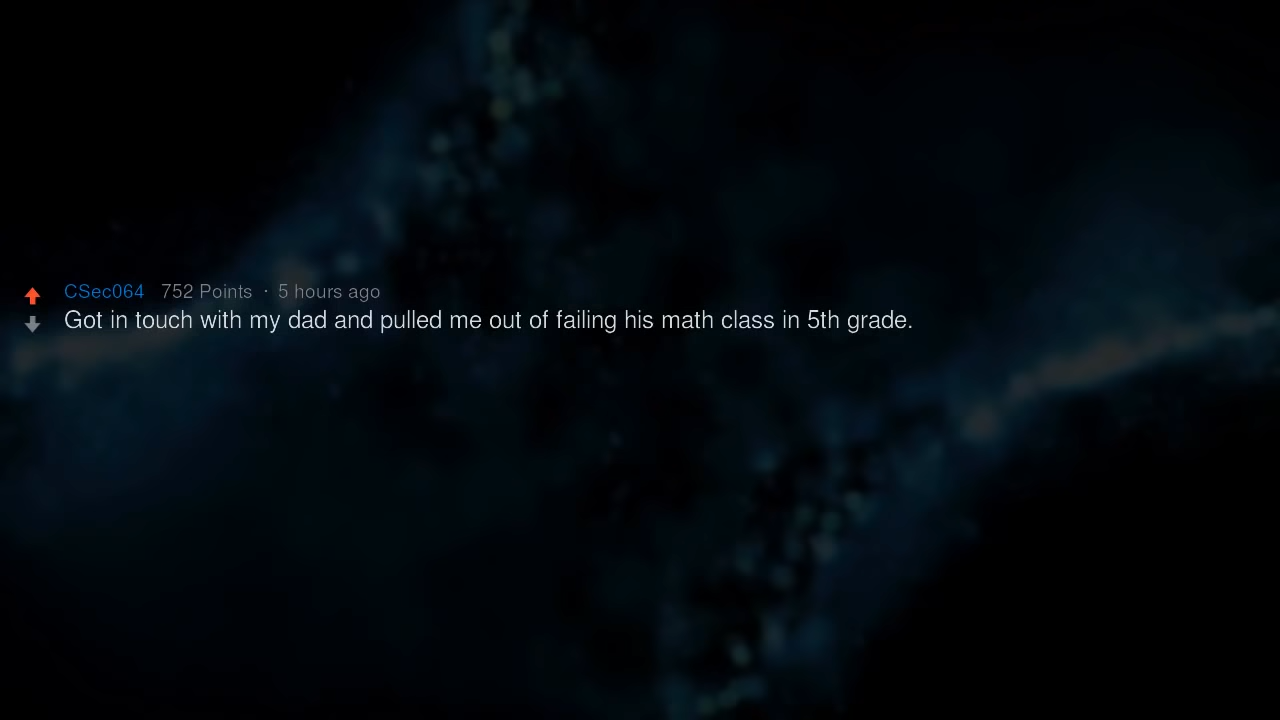 CSec064 752 Points · 5 hours ago
Got in touch with my dad and pulled me out of failing his math class in 5th grade.